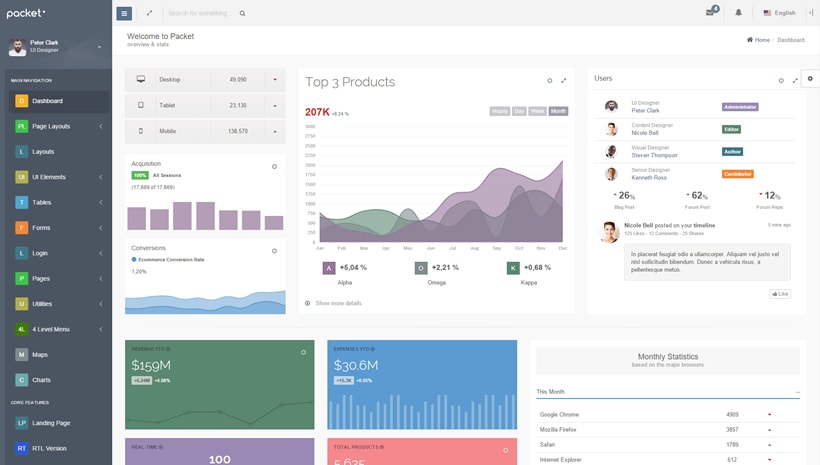 packet
Search for something...
4
English
Peter Clark
UI Designer
MAIN NAVIGATION
D Dashboard
PL Page Layouts
L Layouts
UI UI Elements
T Tables
F Forms
L Login
P Pages
U Utilities
4L 4 Level Menu
M Maps
C Charts
CORE FEATURES
LP Landing Page
RT RTL Version
Welcome to Packet
overview & stats
Home / Dashboard
Desktop 49,090
Tablet 23,130
Mobile 138,570
Acquisition
100% All Sessions
(17,869 of 17,869)
Conversions
Ecommerce Conversion Rate
1,20%
Top 3 Products
207K +8,24 %
Hourly Day Week Month
3000
2750
2500
2250
2000
1750
1500
1250
1000
750
500
250
0
Jan Feb Mar Apr May Jun Jul Aug Sep Oct Nov Dec
A +5,04 %
Alpha
O +2,21 %
Omega
K +0,68 %
Kappa
Show more details
Users
UI Designer
Peter Clark
Administrator
Content Designer
Nicole Bell
Editor
Visual Designer
Steven Thompson
Author
Senior Designer
Kenneth Ross
Contributor
26%
Blog Post
62%
Forum Post
12%
Forum Reply
Nicole Bell posted on your timeline
5 mins ago
125 Likes - 12 Comments - 25 Shares
In placerat feugiat odio a ullamcorper. Aliquam vel justo vel
nisl sollicitudin bibendum. Donec a vehicula risus, a
pellentesque metus.
Like
REVENUE YTD
$159M
+4.98%
EXPENSES YTD
$30.6M
REAL-TIME
100
TOTAL PRODUCTS
5,635
Monthly Statistics
based on the major browsers
This Month
Google Chrome 4909
Mozilla Firefox 3857
Safari 1789
Internet Explorer 612